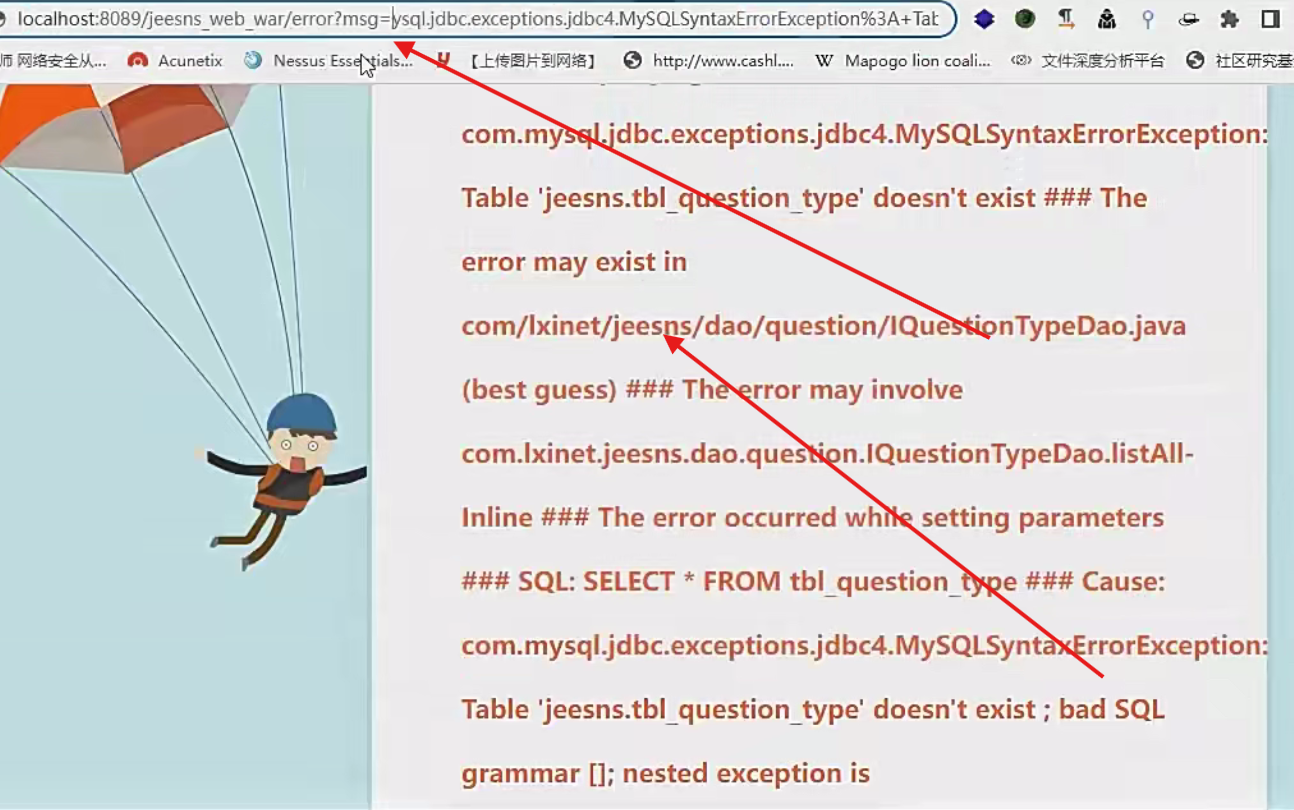 localhost:8089/jeesns_web_war/error?msg=ysql.jdbc.exceptions.jdbc4.MySQLSyntaxErrorException%3A+Tab
师 网络安全从... Acunetix Nessus Essentials... 【上传图片到网络】 http://www.cashl.... W Mapogo lion coali... 文件深度分析平台 社区研究基
com.mysql.jdbc.exceptions.jdbc4.MySQLSyntaxErrorException:
Table 'jeesns.tbl_question_type' doesn't exist ### The
error may exist in
com/lxinet/jeesns/dao/question/IQuestionTypeDao.java
(best guess) ### The error may involve
com.lxinet.jeesns.dao.question.IQuestionTypeDao.listAll-
Inline ### The error occurred while setting parameters
### SQL: SELECT * FROM tbl_question_type ### Cause:
com.mysql.jdbc.exceptions.jdbc4.MySQLSyntaxErrorException:
Table 'jeesns.tbl_question_type' doesn't exist ; bad SQL
grammar []; nested exception is